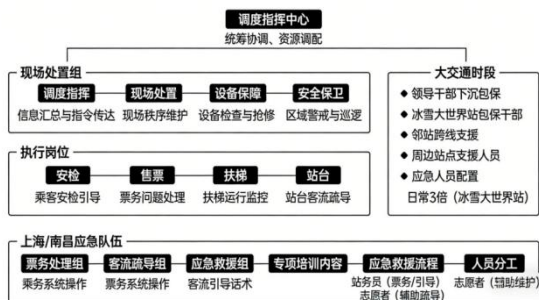 调度指挥中心
统筹协调、资源调配
现场处置组
调度指挥 现场处置 设备保障 安全保卫
信息汇总与指令传达 现场秩序维护 设备检查与抢修 区域警戒与巡逻
执行岗位
安检 售票 扶梯 站台
乘客安检引导 票务问题处理 扶梯运行监控 站台客流疏导
大交通时段
领导干部下沉包保
冰雪大世界站包保干部
邻站跨线支援
周边站点支援人员
应急人员配置
日常3倍（冰雪大世界站）
上海/南昌应急队伍
票务处理组 客流疏导组 应急救援组 专项培训内容 应急救援流程 人员分工
乘务系统操作 票务系统操作 客流引导话术 站务员（票务/引导） 志愿者（辅助维护）
志愿者（辅助疏导）